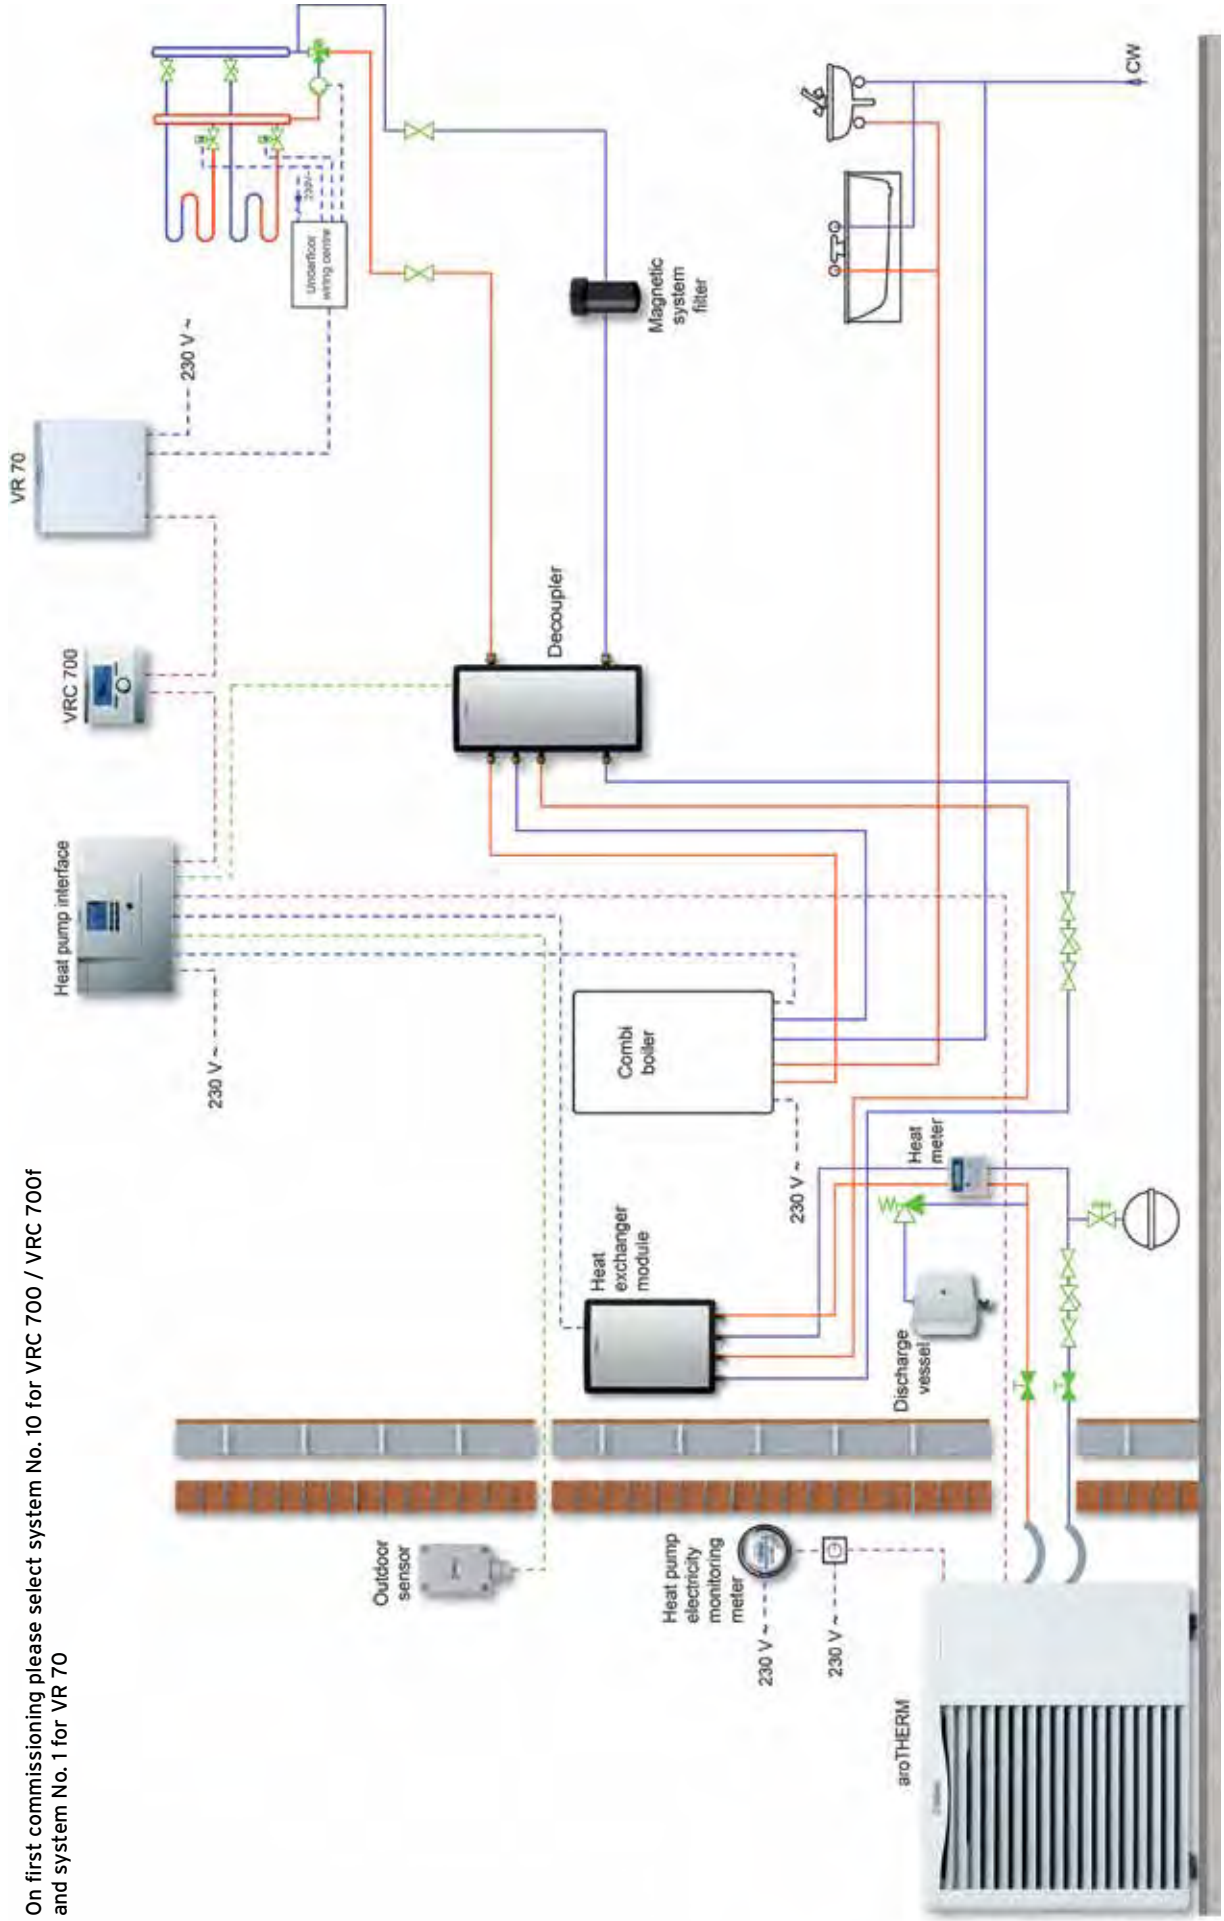 On first commissioning please select system No. 10 for VRC 700 / VRC 700f
and system No. 1 for VR 70
Heat pump interface
VRC 700
VR 70
230 V ~
230 V ~
Underfloor
wiring centre
230V~
Outdoor
sensor
Heat
exchanger
module
Combi
boiler
230 V ~
Decoupler
Magnetic
system
filter
Heat pump
electricity
monitoring
meter
230 V ~
230 V ~
Discharge
vessel
Heat
meter
aroTHERM
CW